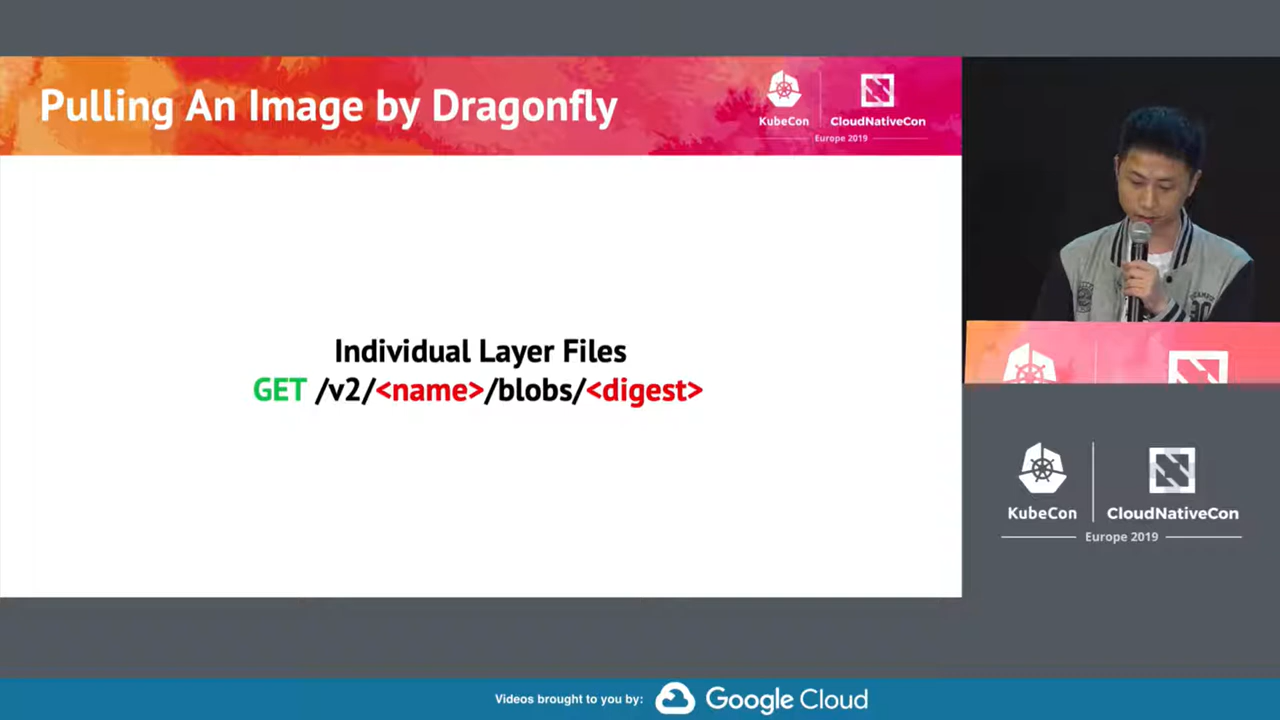 Pulling An Image by Dragonfly
KubeCon
CloudNativeCon
Europe 2019
Individual Layer Files
GET /v2/<name>/blobs/<digest>
KubeCon
CloudNativeCon
Europe 2019
Videos brought to you by:
Google Cloud